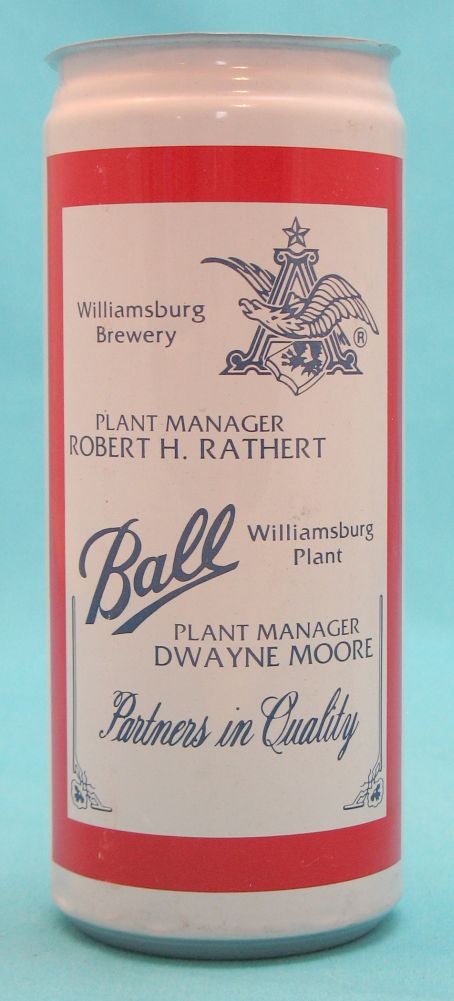 Williamsburg
Brewery
A
®
PLANT MANAGER
ROBERT H. RATHERT
Ball
Williamsburg
Plant
PLANT MANAGER
DWAYNE MOORE
Partners in Quality